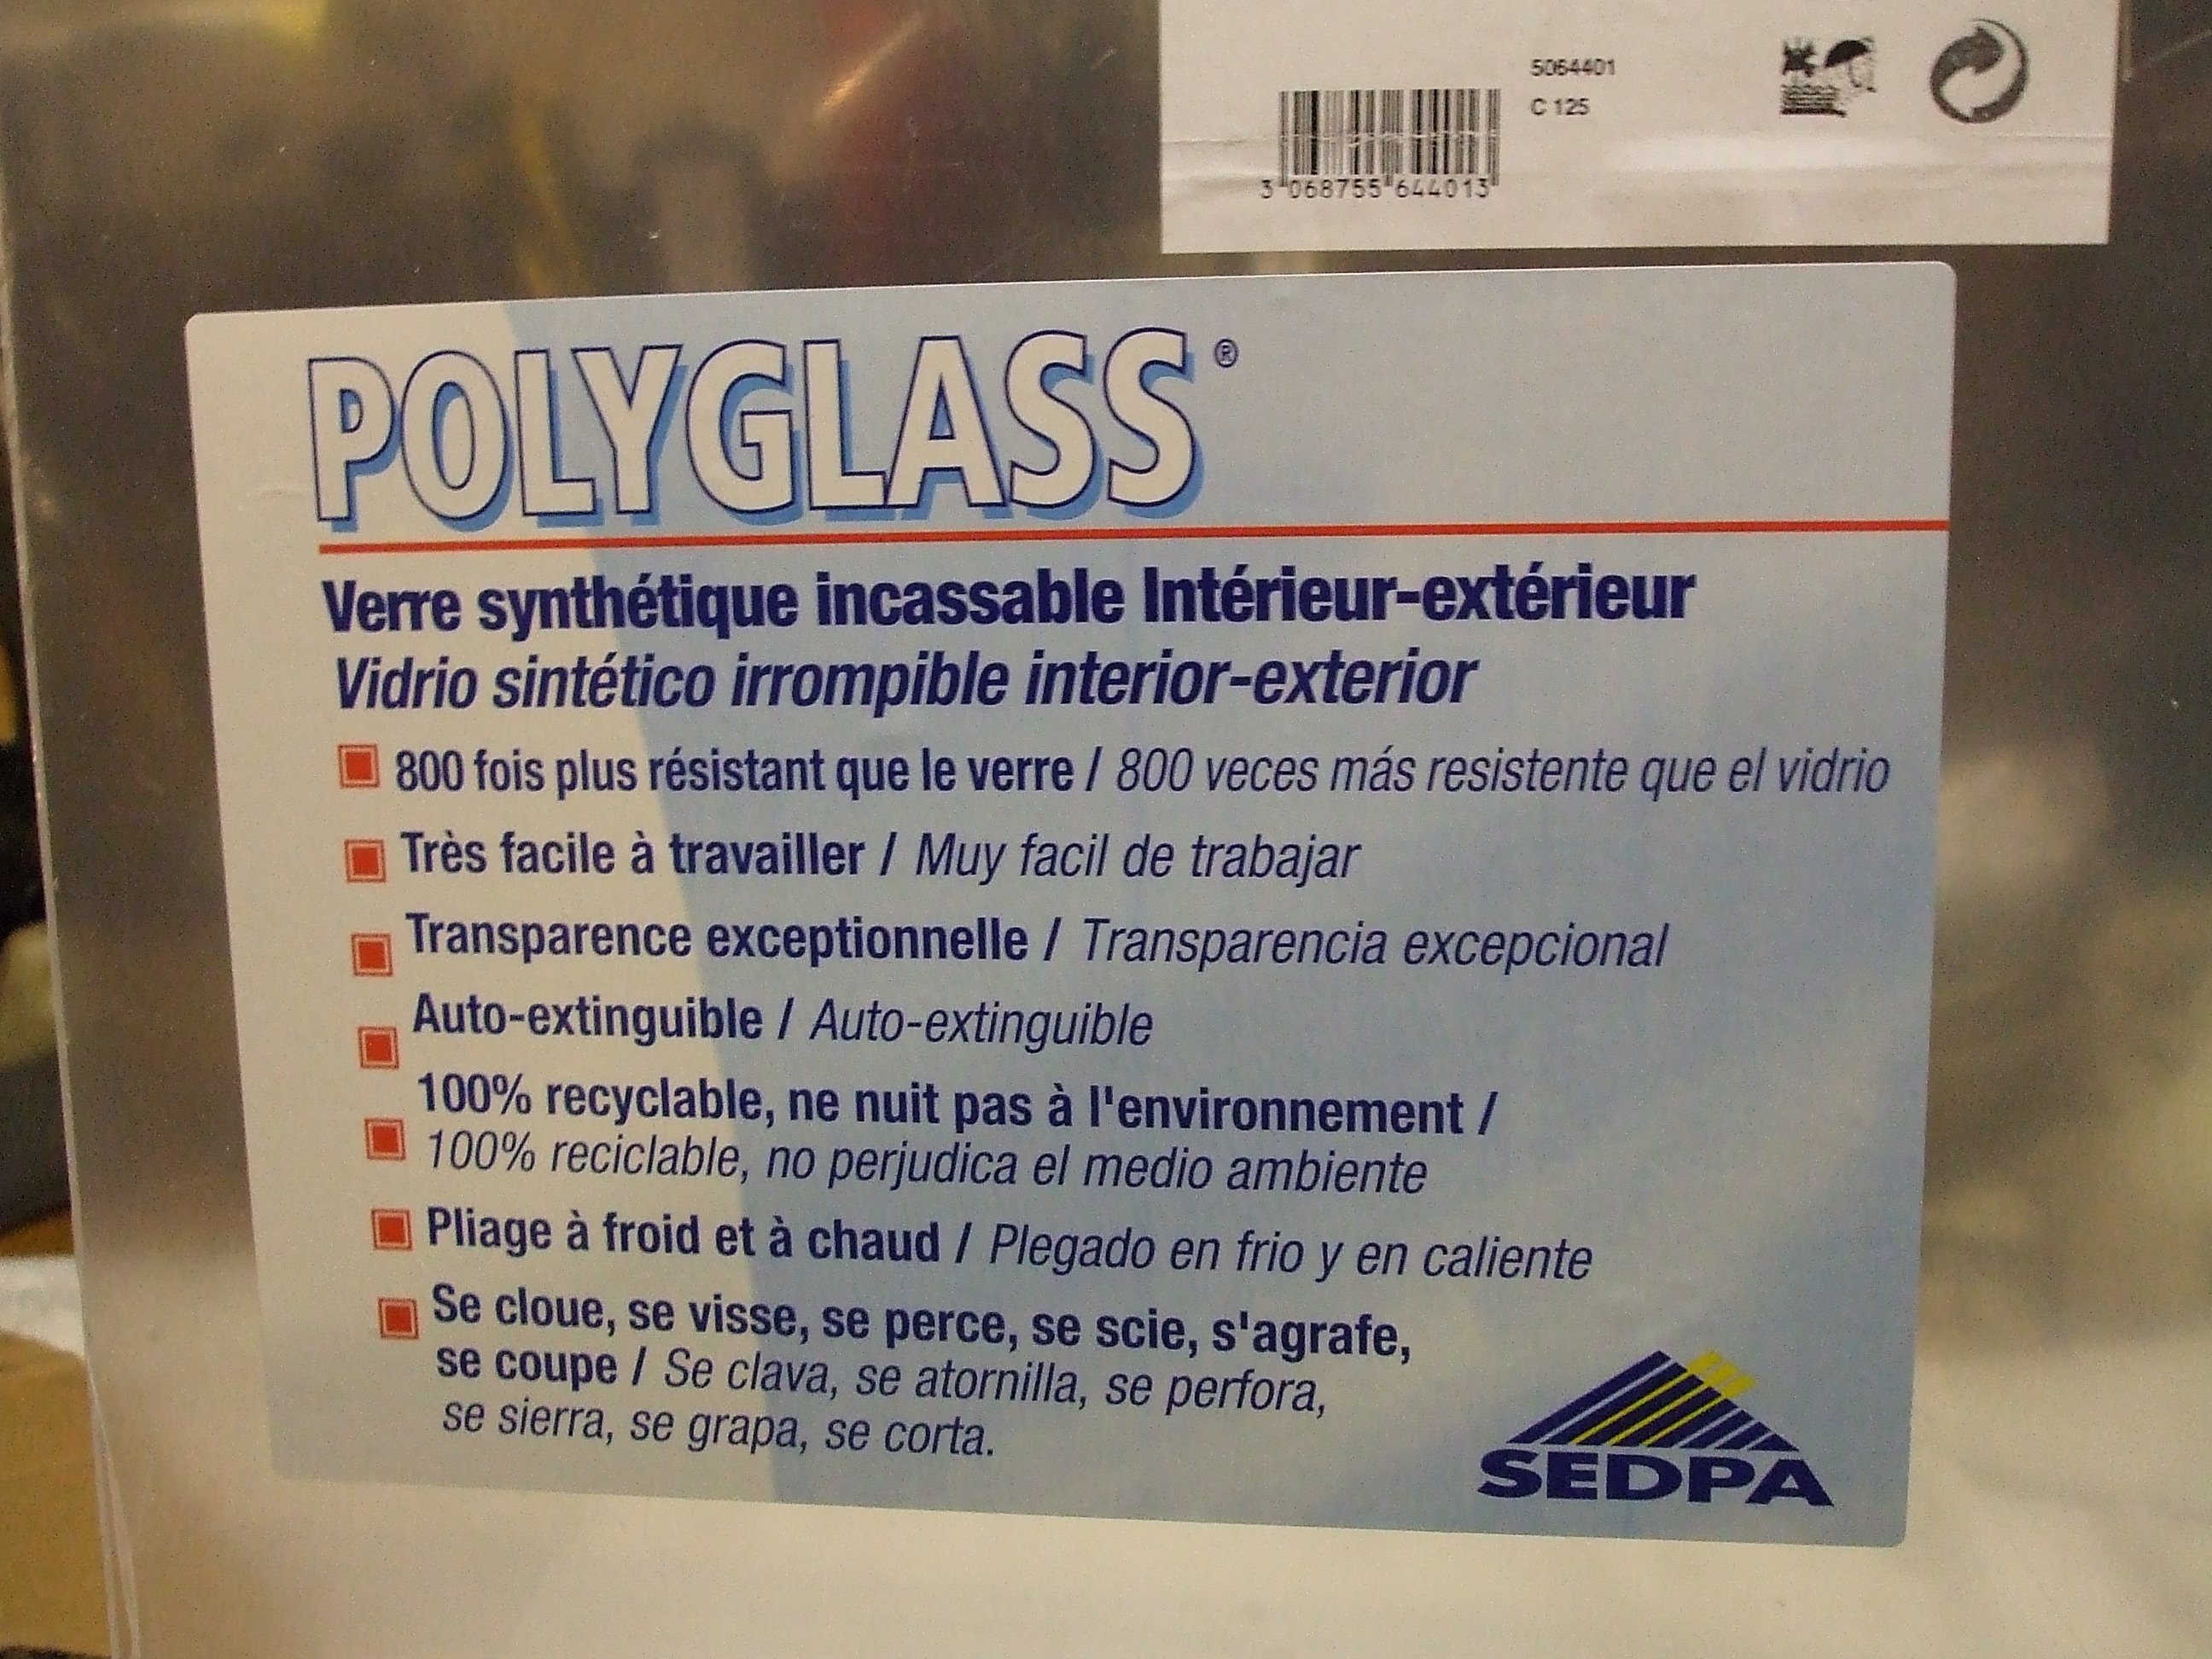 5064401
C 125
3 068755 644013
POLYGLASS®
Verre synthétique incassable Intérieur-extérieur
Vidrio sintético irrompible interior-exterior
800 fois plus résistant que le verre / 800 veces más resistente que el vidrio
Très facile à travailler / Muy facil de trabajar
Transparence exceptionnelle / Transparencia excepcional
Auto-extinguible / Auto-extinguible
100% recyclable, ne nuit pas à l'environnement /
100% reciclable, no perjudica el medio ambiente
Pliage à froid et à chaud / Plegado en frio y en caliente
Se cloue, se visse, se perce, se scie, s'agrafe,
se coupe / Se clava, se atornilla, se perfora,
se sierra, se grapa, se corta.
SEDPA